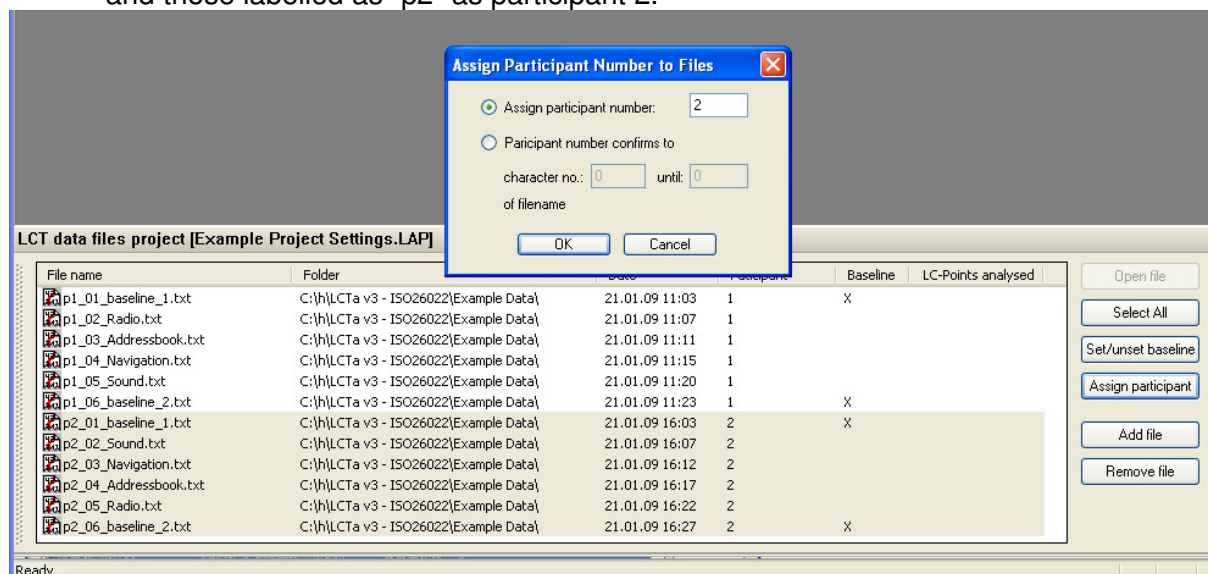 and those labelled as "p2" as participant 2.
Assign Participant Number to Files
Assign participant number: 2
Paricipant number confirms to
character no.: 0 until: 0
of filename
OK Cancel
LCT data files project [Example Project Settings.LAP]
File name Folder Date Paticipant Baseline LC-Points analysed
p1_01_baseline_1.txt C:\h\LCTa v3 - ISO26022\Example Data\ 21.01.09 11:03 1 X
p1_02_Radio.txt C:\h\LCTa v3 - ISO26022\Example Data\ 21.01.09 11:07 1
p1_03_Addressbook.txt C:\h\LCTa v3 - ISO26022\Example Data\ 21.01.09 11:11 1
p1_04_Navigation.txt C:\h\LCTa v3 - ISO26022\Example Data\ 21.01.09 11:15 1
p1_05_Sound.txt C:\h\LCTa v3 - ISO26022\Example Data\ 21.01.09 11:20 1
p1_06_baseline_2.txt C:\h\LCTa v3 - ISO26022\Example Data\ 21.01.09 11:23 1 X
p2_01_baseline_1.txt C:\h\LCTa v3 - ISO26022\Example Data\ 21.01.09 16:03 2 X
p2_02_Sound.txt C:\h\LCTa v3 - ISO26022\Example Data\ 21.01.09 16:07 2
p2_03_Navigation.txt C:\h\LCTa v3 - ISO26022\Example Data\ 21.01.09 16:12 2
p2_04_Addressbook.txt C:\h\LCTa v3 - ISO26022\Example Data\ 21.01.09 16:17 2
p2_05_Radio.txt C:\h\LCTa v3 - ISO26022\Example Data\ 21.01.09 16:22 2
p2_06_baseline_2.txt C:\h\LCTa v3 - ISO26022\Example Data\ 21.01.09 16:27 2 X
Open file
Select All
Set/unset baseline
Assign participant
Add file
Remove file
Ready